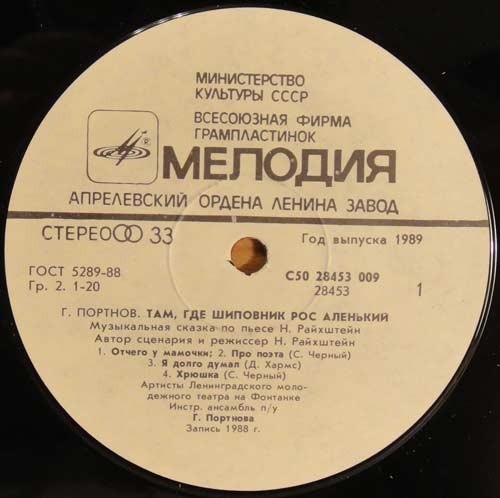 МИНИСТЕРСТВО
КУЛЬТУРЫ СССР
ВСЕСОЮЗНАЯ ФИРМА
ГРАМПЛАСТИНОК
® МЕЛОДИЯ
АПРЕЛЕВСКИЙ ОРДЕНА ЛЕНИНА ЗАВОД
СТЕРЕО 33
Год выпуска 1989
ГОСТ 5289-88
Гр. 2. 1-20
С50 28453 009
28453
1
Г. ПОРТНОВ. ТАМ, ГДЕ ШИПОВНИК РОС АЛЕНЬКИЙ
Музыкальная сказка по пьесе Н. Райхштейн
Автор сценария и режиссер Н. Райхштейн
1. Отчего у мамочки; 2. Про поэта (С. Черный)
3. Я долго думал (Д. Хармс)
4. Хрюшка (С. Черный)
Артисты Ленинградского моло-
дежного театра на Фонтанке
Инстр. ансамбль п/у
Г. Портнова
Запись 1988 г.